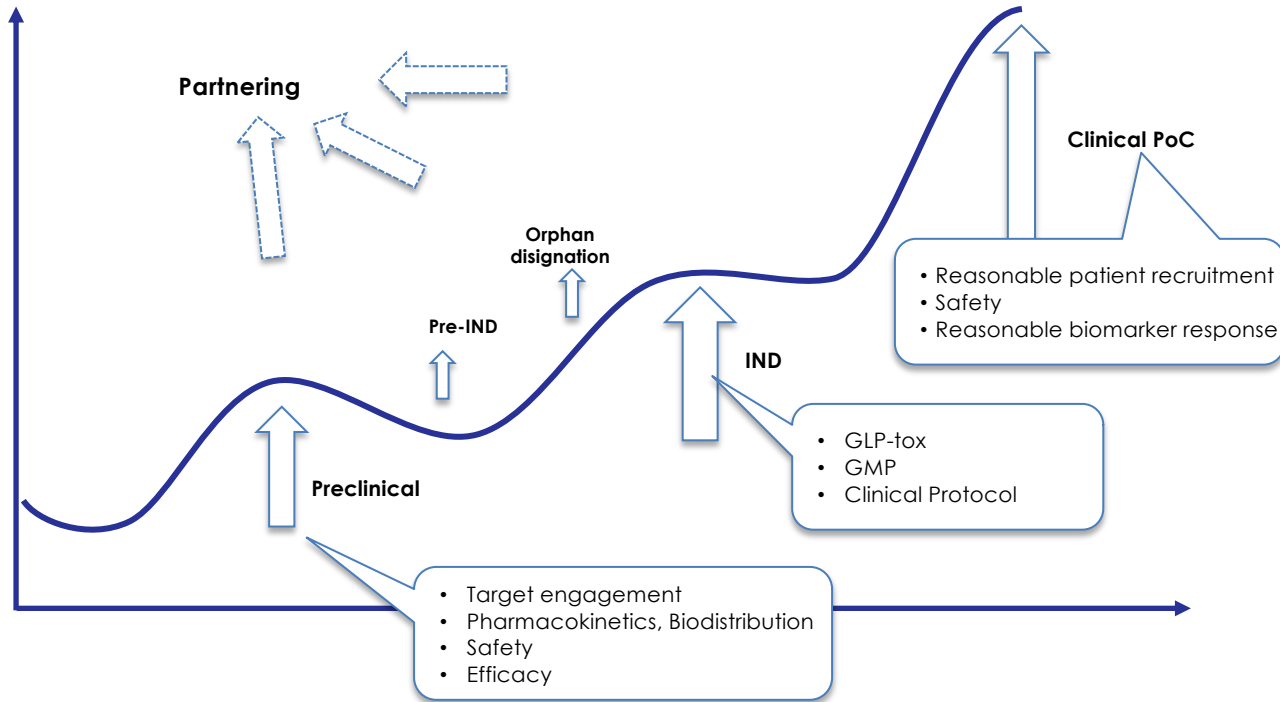 Partnering
Clinical PoC
Orphan
disignation
• Reasonable patient recruitment
• Safety
• Reasonable biomarker response
Pre-IND
IND
• GLP-tox
• GMP
• Clinical Protocol
Preclinical
• Target engagement
• Pharmacokinetics, Biodistribution
• Safety
• Efficacy